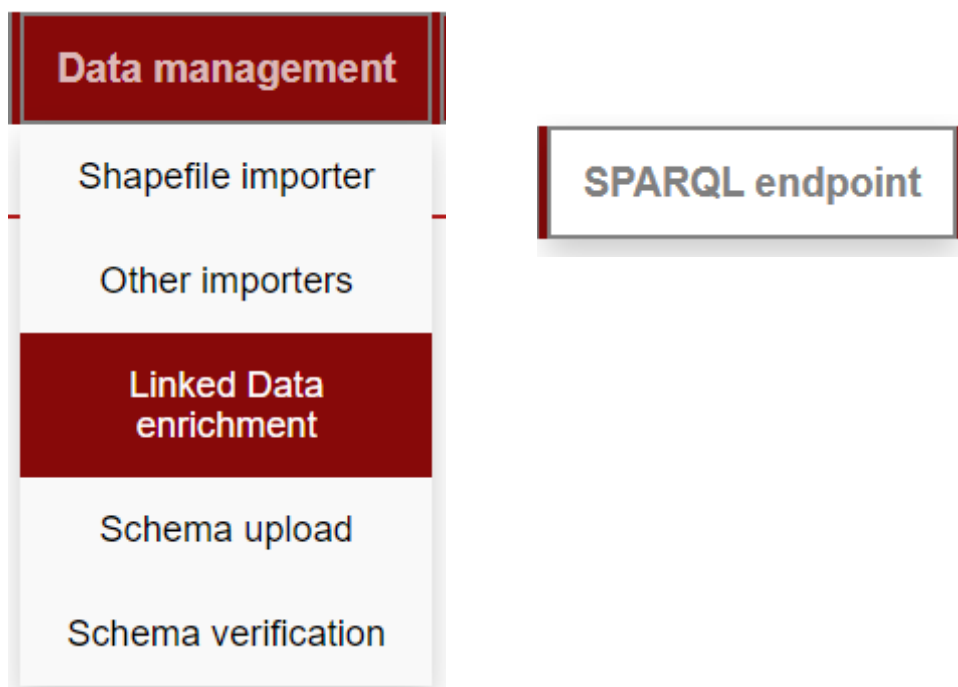 Data management
Shapefile importer
Other importers
Linked Data
enrichment
Schema upload
Schema verification
SPARQL endpoint